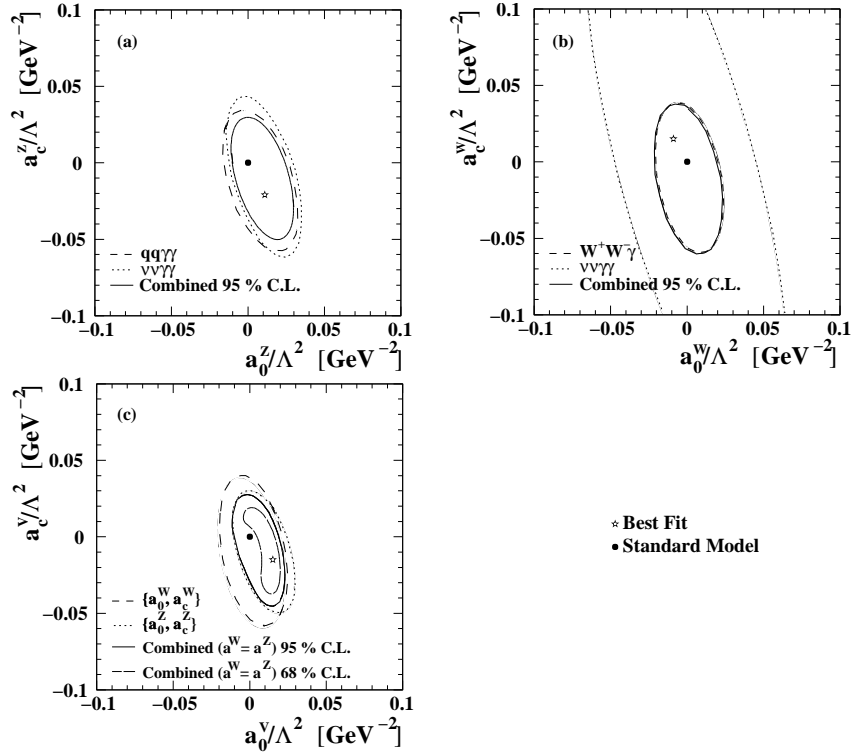 (a)
a_c^Z/Λ^2 [GeV^−2]
0.1
0.05
0
−0.05
−0.1
qqγγ
ννγγ
Combined 95 % C.L.
−0.1 −0.05 0 0.05 0.1
a_0^Z/Λ^2 [GeV^−2]
(b)
a_c^W/Λ^2 [GeV^−2]
0.1
0.05
0
−0.05
−0.1
W^+W^−γ
ννγγ
Combined 95 % C.L.
−0.1 −0.05 0 0.05 0.1
a_0^W/Λ^2 [GeV^−2]
(c)
a_c^V/Λ^2 [GeV^−2]
0.1
0.05
0
−0.05
−0.1
{a_0^W, a_c^W}
{a_0^Z, a_c^Z}
Combined (a^W= a^Z) 95 % C.L.
Combined (a^W= a^Z) 68 % C.L.
−0.1 −0.05 0 0.05 0.1
a_0^V/Λ^2 [GeV^−2]
☆ Best Fit
● Standard Model